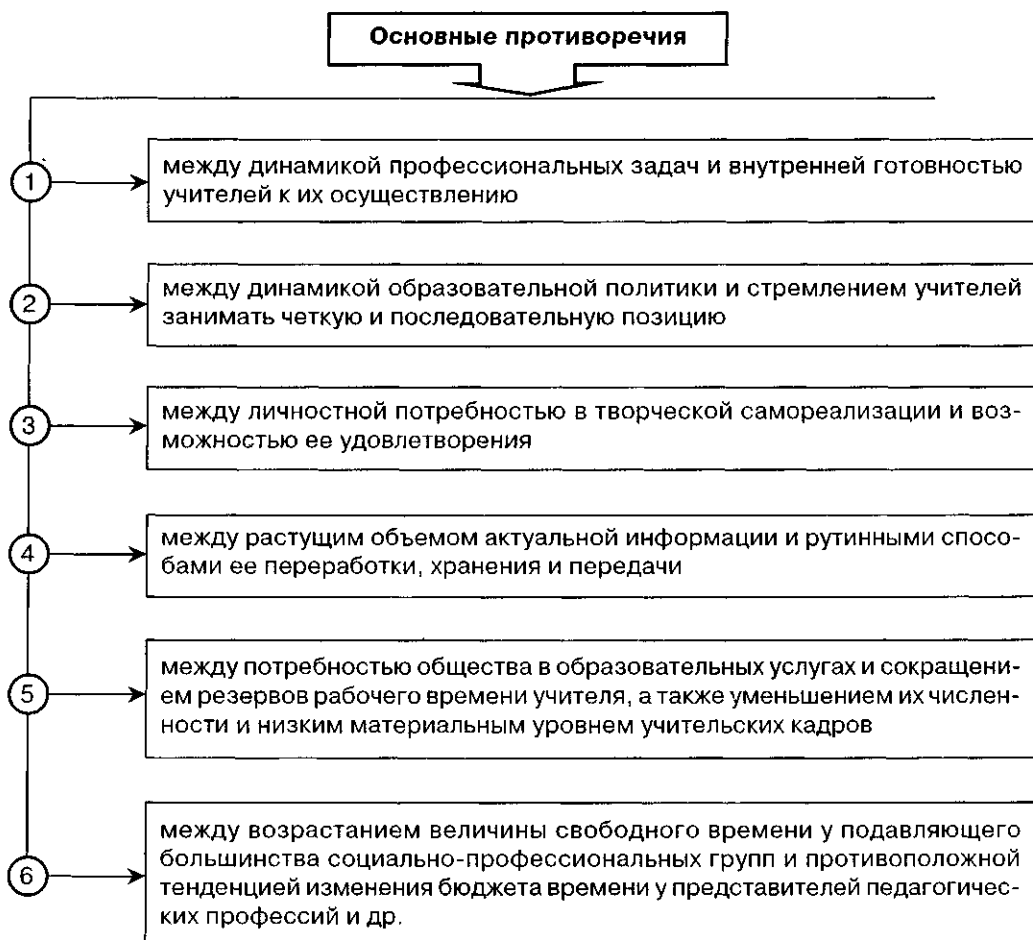 Основные противоречия
1
между динамикой профессиональных задач и внутренней готовностью
учителей к их осуществлению
2
между динамикой образовательной политики и стремлением учителей
занимать четкую и последовательную позицию
3
между личностной потребностью в творческой самореализации и воз-
можностью ее удовлетворения
4
между растущим объемом актуальной информации и рутинными спосо-
бами ее переработки, хранения и передачи
5
между потребностью общества в образовательных услугах и сокращени-
ем резервов рабочего времени учителя, а также уменьшением их числен-
ности и низким материальным уровнем учительских кадров
6
между возрастанием величины свободного времени у подавляющего
большинства социально-профессиональных групп и противоположной
тенденцией изменения бюджета времени у представителей педагогичес-
ких профессий и др.